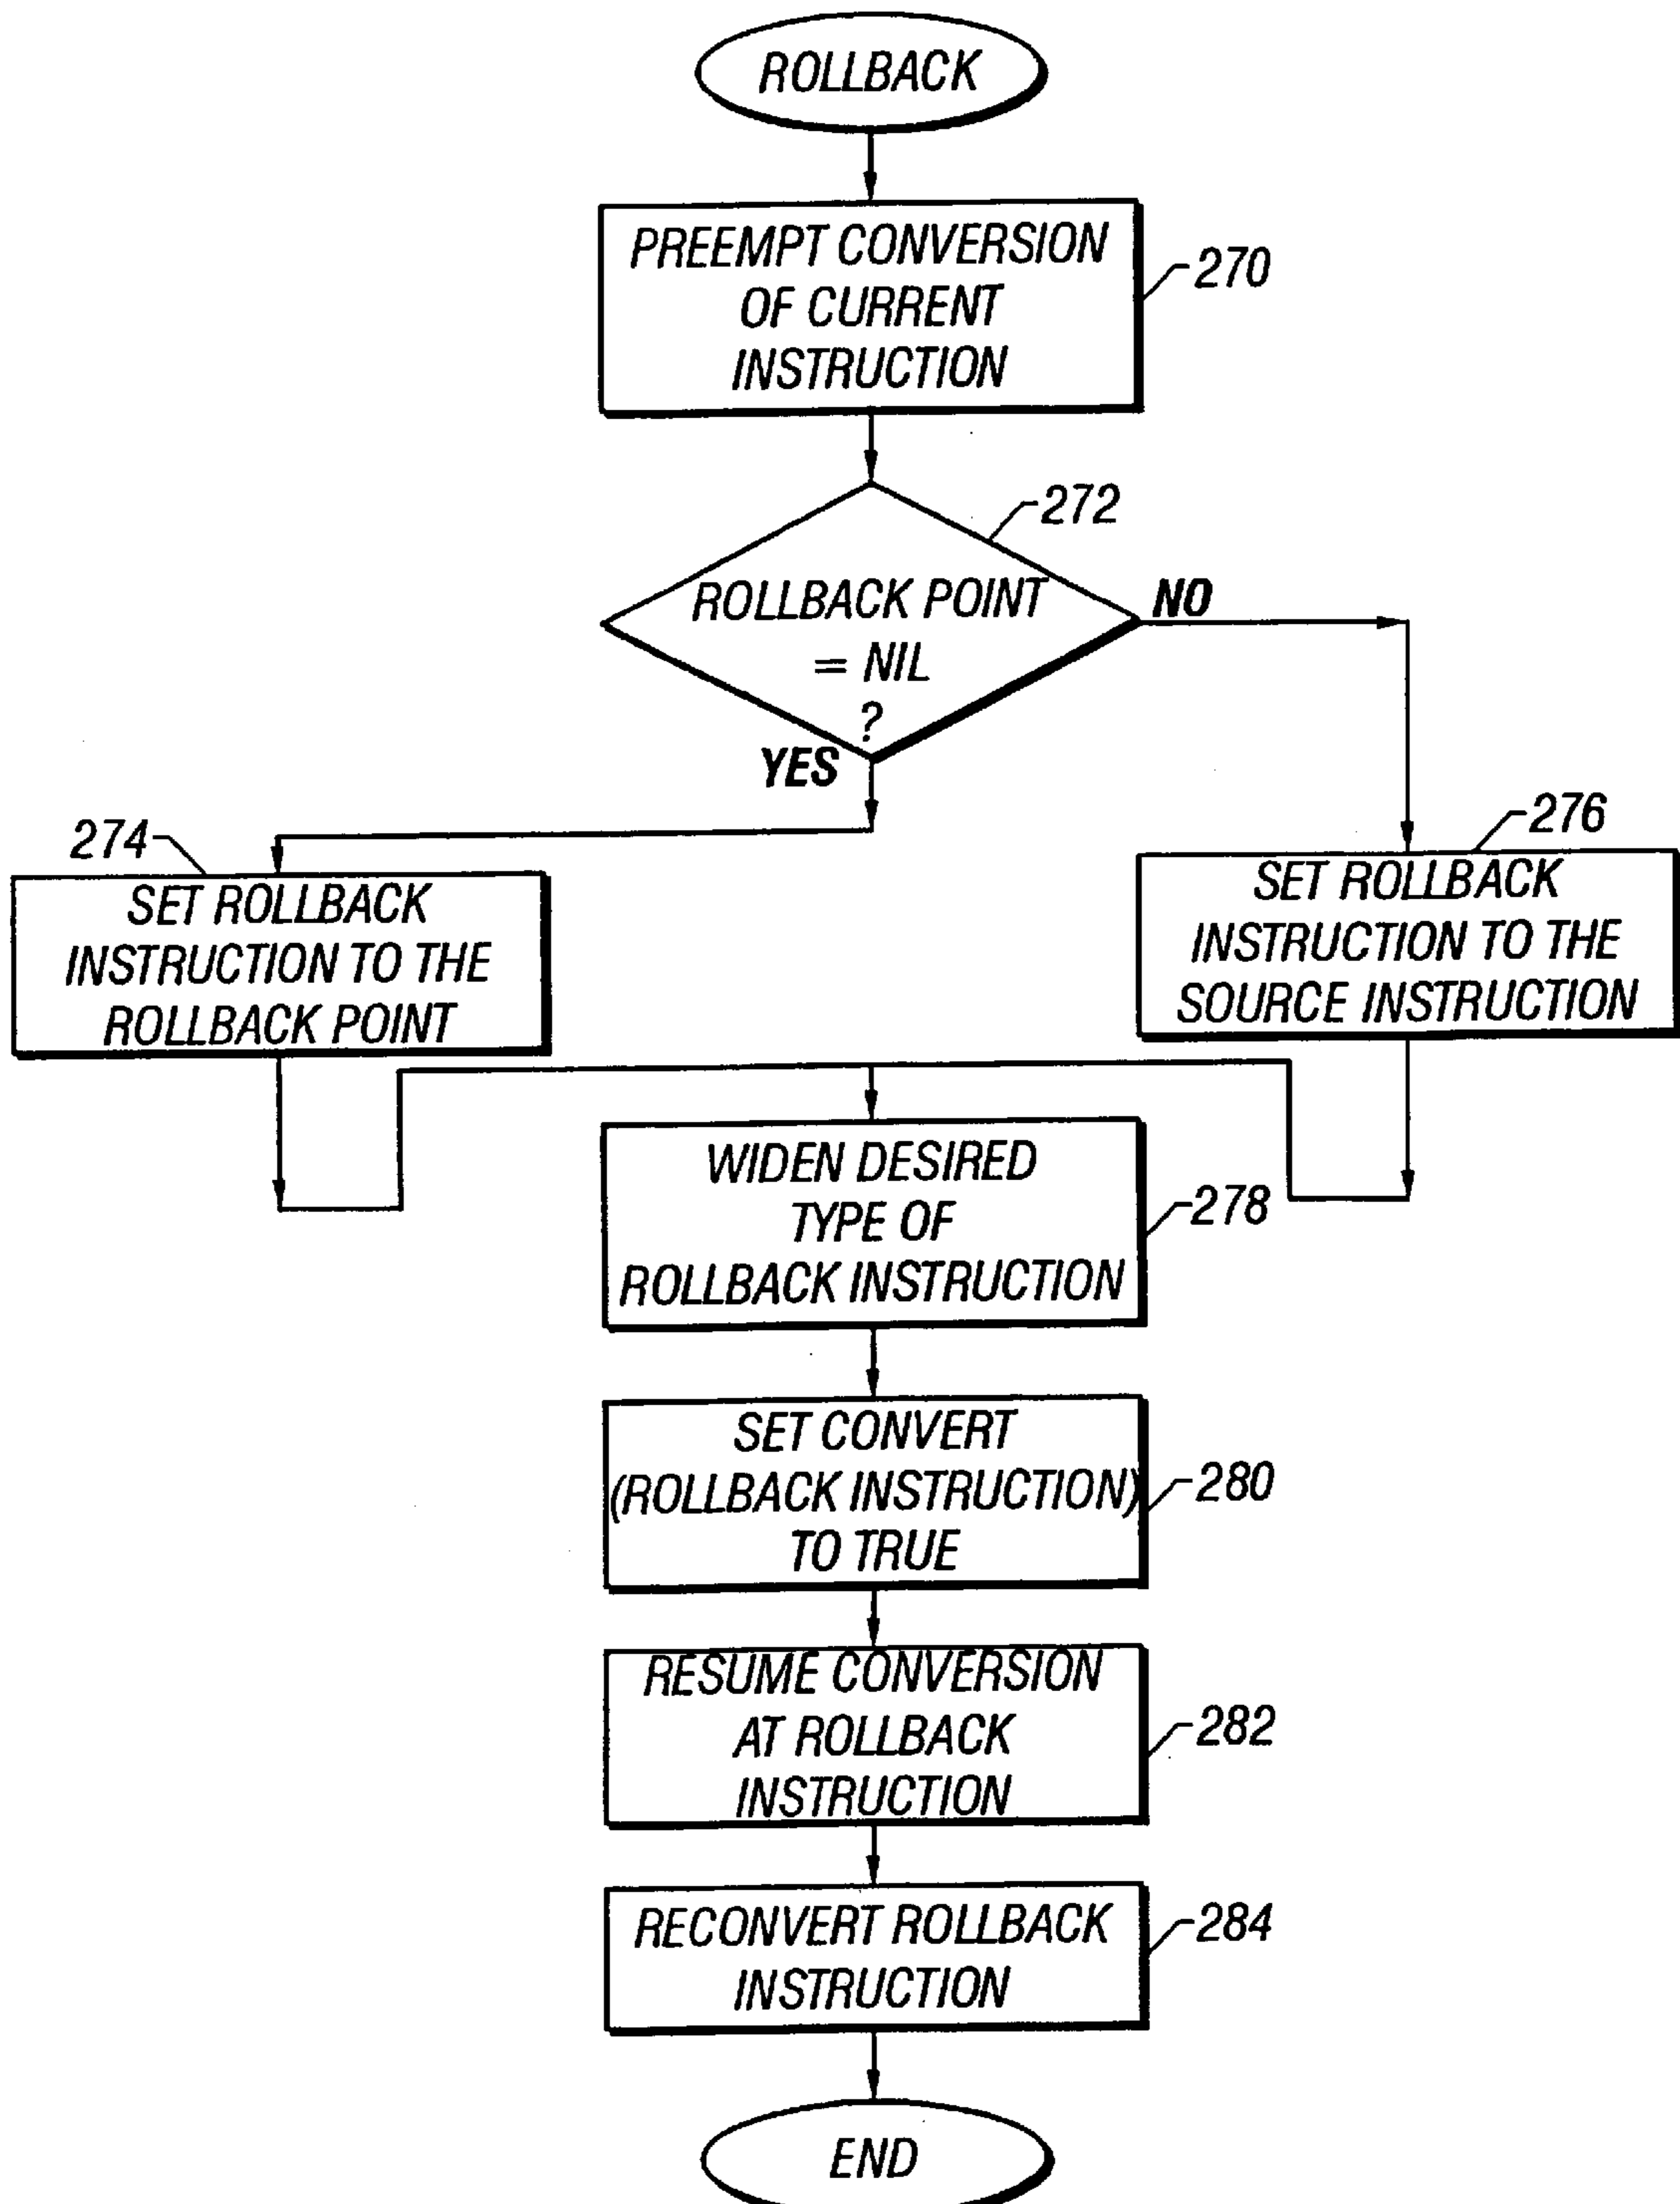 ROLLBACK
PREEMPT CONVERSION
OF CURRENT
INSTRUCTION
270
272
ROLLBACK POINT
= NIL
?
NO
YES
274
SET ROLLBACK
INSTRUCTION TO THE
ROLLBACK POINT
276
SET ROLLBACK
INSTRUCTION TO THE
SOURCE INSTRUCTION
WIDEN DESIRED
TYPE OF
ROLLBACK INSTRUCTION
278
SET CONVERT
(ROLLBACK INSTRUCTION)
TO TRUE
280
RESUME CONVERSION
AT ROLLBACK
INSTRUCTION
282
RECONVERT ROLLBACK
INSTRUCTION
284
END